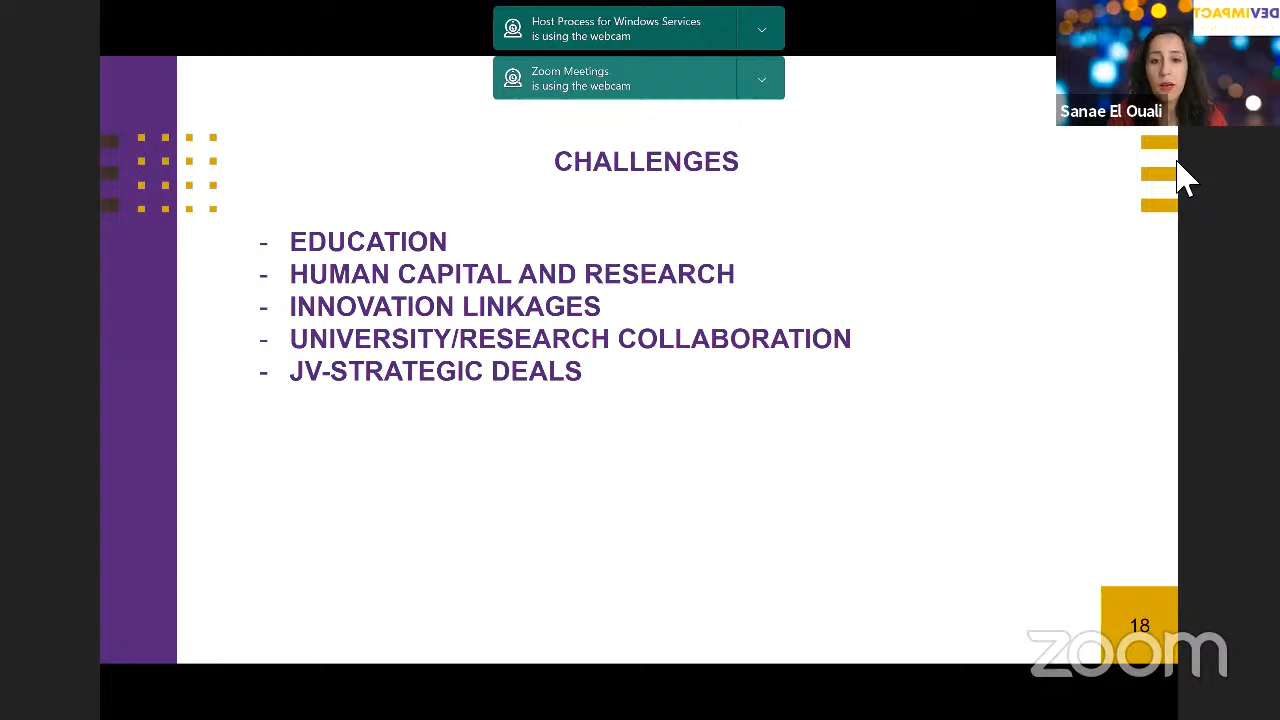 Host Process for Windows Services
is using the webcam
Zoom Meetings
is using the webcam
DEVIMPACT
Sanae El Ouali
CHALLENGES
- EDUCATION
- HUMAN CAPITAL AND RESEARCH
- INNOVATION LINKAGES
- UNIVERSITY/RESEARCH COLLABORATION
- JV-STRATEGIC DEALS
18
zoom